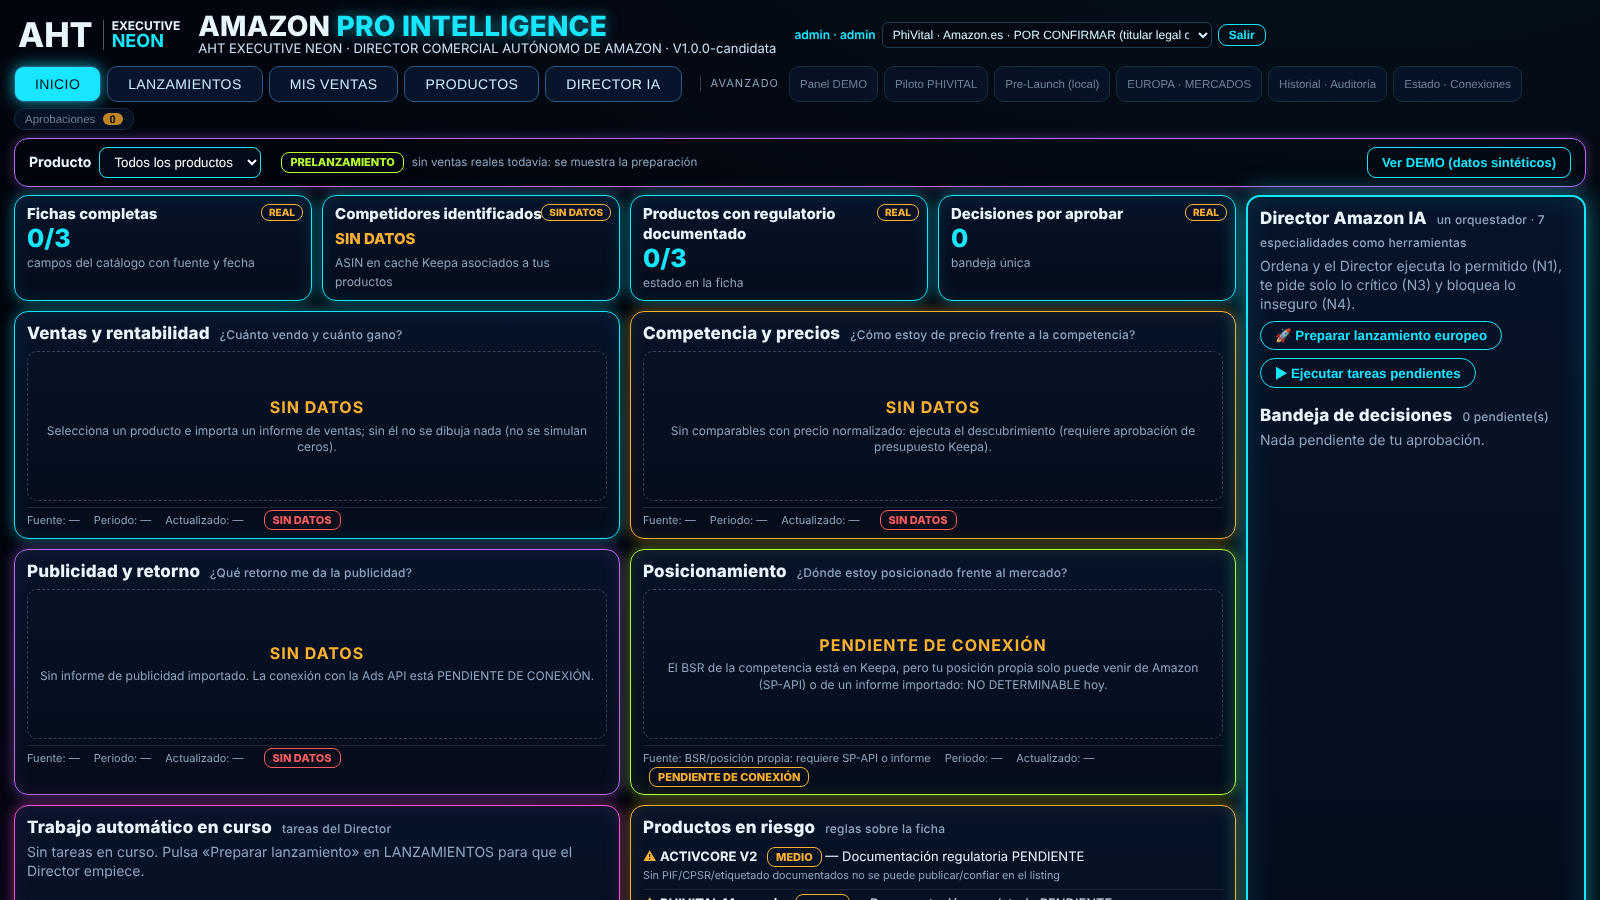 AHT EXECUTIVE NEON
AMAZON PRO INTELLIGENCE
AHT EXECUTIVE NEON · DIRECTOR COMERCIAL AUTÓNOMO DE AMAZON · V1.0.0-candidata
admin · admin
PhiVital · Amazon.es · POR CONFIRMAR (titular legal
Salir
INICIO
LANZAMIENTOS
MIS VENTAS
PRODUCTOS
DIRECTOR IA
AVANZADO
Panel DEMO
Piloto PHIVITAL
Pre-Launch (local)
EUROPA · MERCADOS
Historial · Auditoría
Estado · Conexiones
Aprobaciones 0
Producto
Todos los productos
PRELANZAMIENTO
sin ventas reales todavía: se muestra la preparación
Ver DEMO (datos sintéticos)
Fichas completas
REAL
0/3
campos del catálogo con fuente y fecha
Competidores identificados
SIN DATOS
SIN DATOS
ASIN en caché Keepa asociados a tus
productos
Productos con regulatorio
documentado
REAL
0/3
estado en la ficha
Decisiones por aprobar
REAL
0
bandeja única
Director Amazon IA un orquestador · 7
especialidades como herramientas
Ordena y el Director ejecuta lo permitido (N1),
te pide solo lo crítico (N3) y bloquea lo
inseguro (N4).
🚀 Preparar lanzamiento europeo
▶ Ejecutar tareas pendientes
Bandeja de decisiones 0 pendiente(s)
Nada pendiente de tu aprobación.
Ventas y rentabilidad ¿Cuánto vendo y cuánto gano?
SIN DATOS
Selecciona un producto e importa un informe de ventas; sin él no se dibuja nada (no se simulan
ceros).
Fuente: — Periodo: — Actualizado: — SIN DATOS
Competencia y precios ¿Cómo estoy de precio frente a la competencia?
SIN DATOS
Sin comparables con precio normalizado: ejecuta el descubrimiento (requiere aprobación de
presupuesto Keepa).
Fuente: — Periodo: — Actualizado: — SIN DATOS
Publicidad y retorno ¿Qué retorno me da la publicidad?
SIN DATOS
Sin informe de publicidad importado. La conexión con la Ads API está PENDIENTE DE CONEXIÓN.
Fuente: — Periodo: — Actualizado: — SIN DATOS
Posicionamiento ¿Dónde estoy posicionado frente al mercado?
PENDIENTE DE CONEXIÓN
El BSR de la competencia está en Keepa, pero tu posición propia solo puede venir de Amazon
(SP-API) o de un informe importado: NO DETERMINABLE hoy.
Fuente: BSR/posición propia: requiere SP-API o informe Periodo: — Actualizado: —
PENDIENTE DE CONEXIÓN
Trabajo automático en curso tareas del Director
Sin tareas en curso. Pulsa «Preparar lanzamiento» en LANZAMIENTOS para que el
Director empiece.
Productos en riesgo reglas sobre la ficha
⚠ ACTIVCORE V2 MEDIO — Documentación regulatoria PENDIENTE
Sin PIF/CPSR/etiquetado documentados no se puede publicar/confiar en el listing